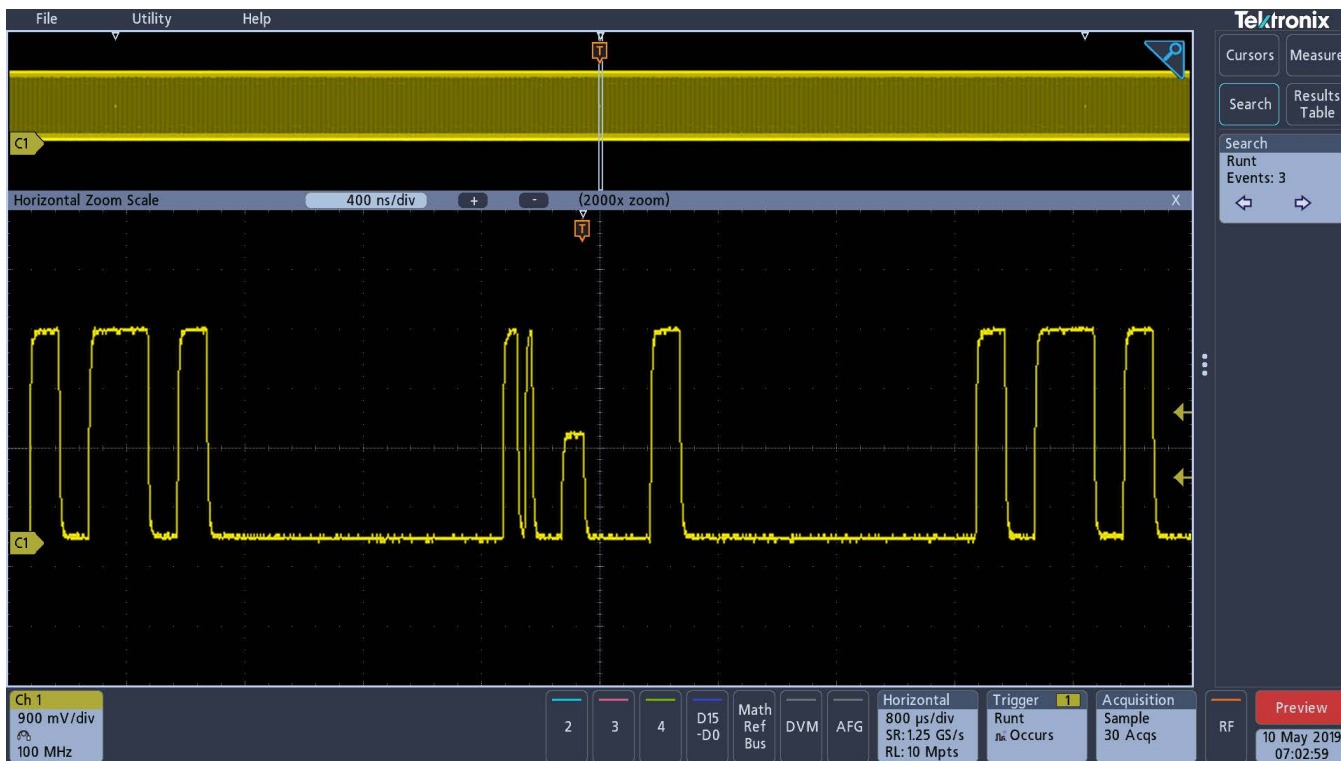 File Utility Help
Tektronix
Cursors Measure
Search Results Table
T
C1
Search
Runt
Events: 3
Horizontal Zoom Scale 400 ns/div + - (2000x zoom) X
T
C1
Ch 1
900 mV/div
100 MHz
2
3
4
D15
-D0
Math
Ref
Bus
DVM
AFG
Horizontal
800 µs/div
SR:1.25 GS/s
RL:10 Mpts
Trigger 1
Runt
Occurs
Acquisition
Sample
30 Acqs
RF
Preview
10 May 2019
07:02:59